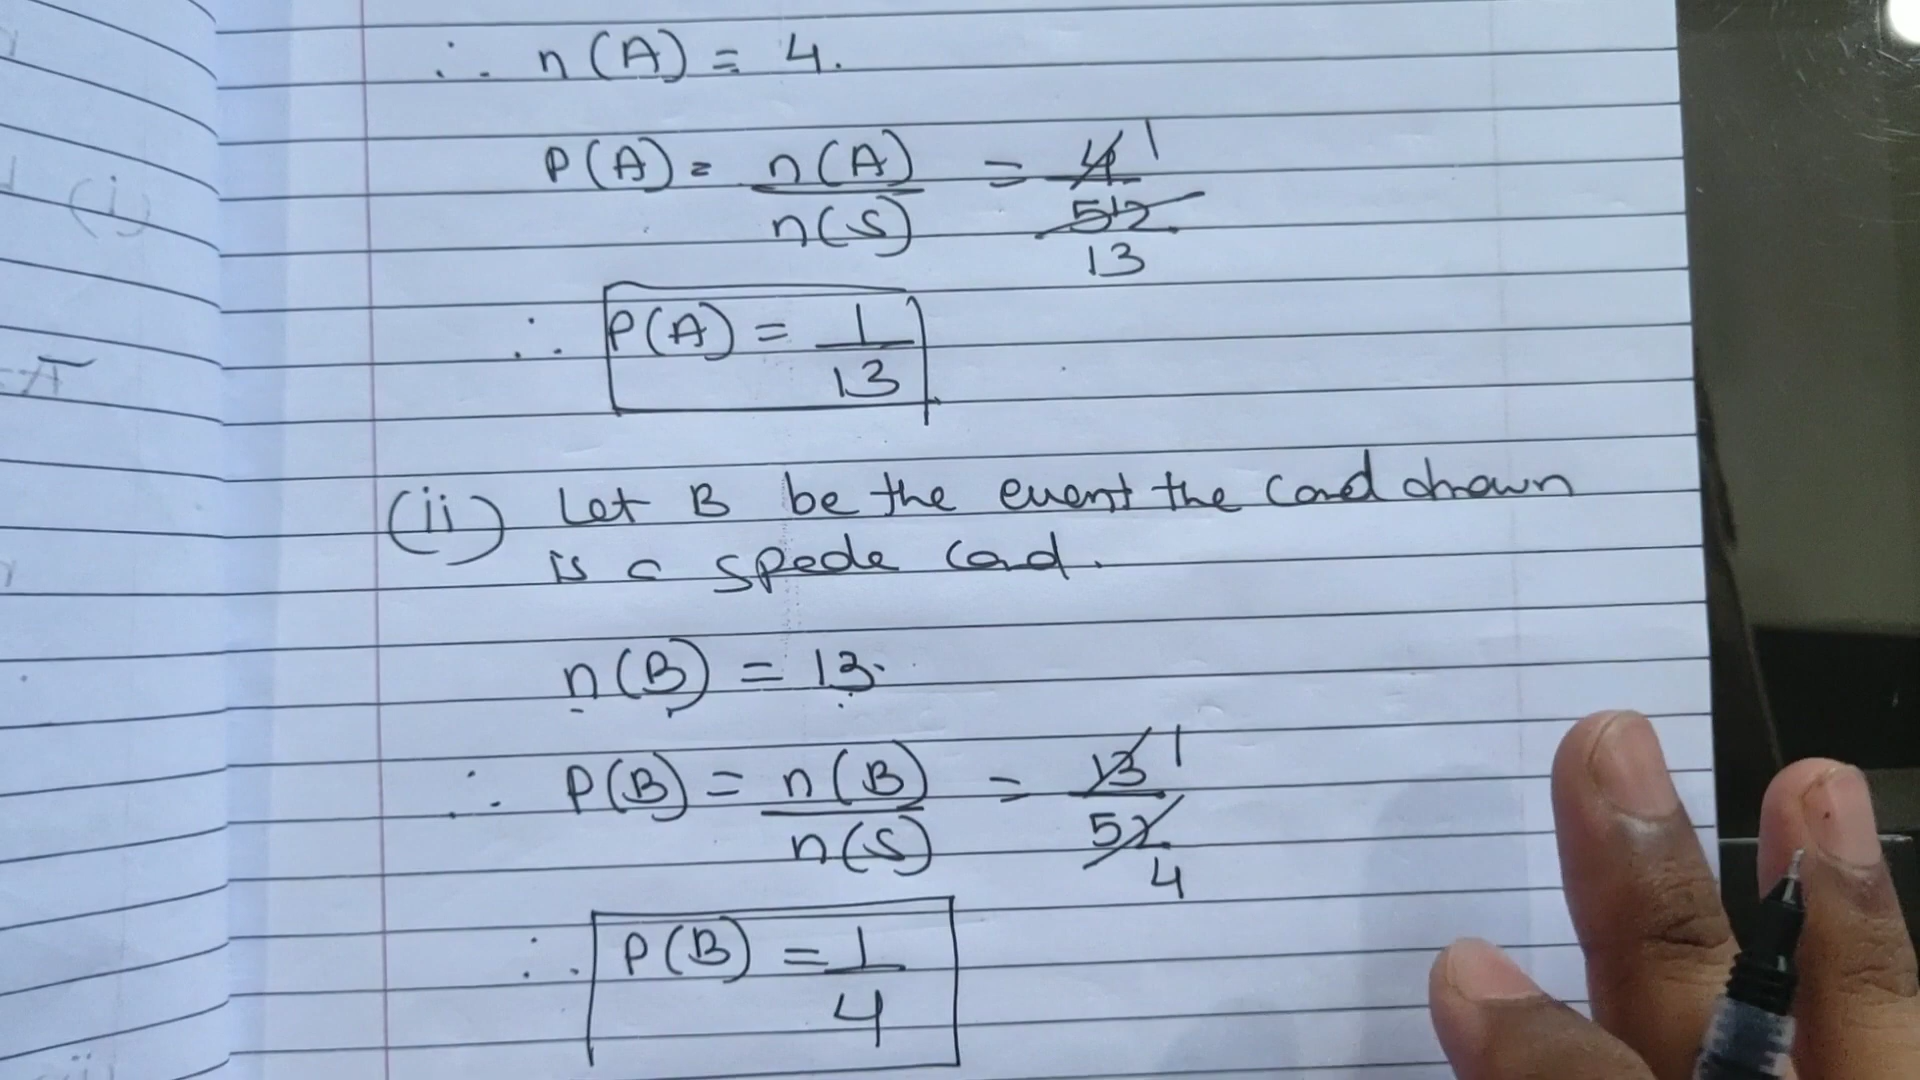 ∴ n(A) = 4.
P(A) = n(A)/n(S) = 4/52 1 13
∴ P(A) = 1/13
(ii) Let B be the event the card drawn
is a spade card.
n(B) = 13.
∴ P(B) = n(B)/n(S) = 13/52 1 4
∴ P(B) = 1/4
(i)